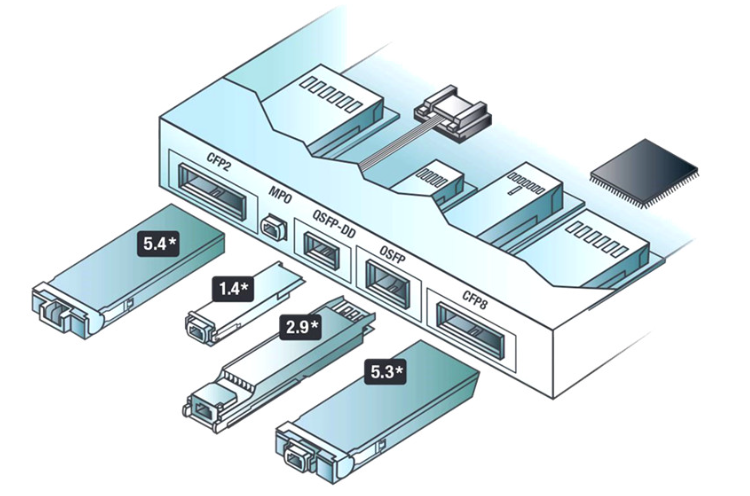 CFP2
MPO
QSFP-DD
OSFP
CFP8
5.4*
1.4*
2.9*
5.3*